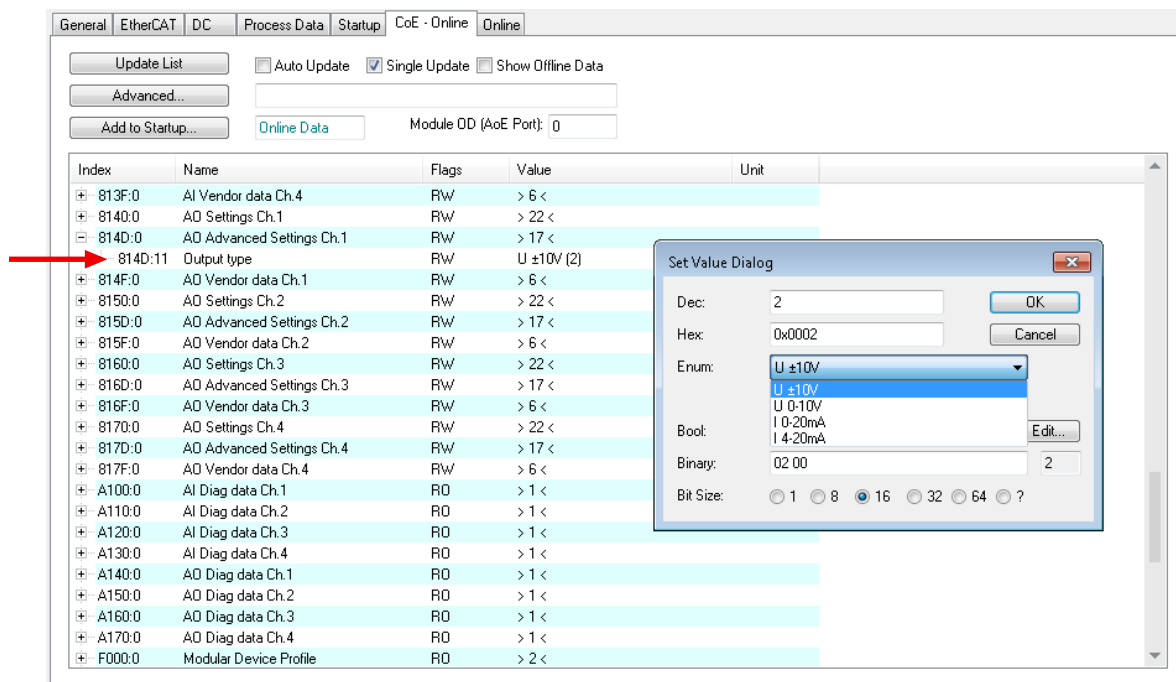 General EtherCAT DC Process Data Startup CoE - Online Online
Update List Auto Update Single Update Show Offline Data
Advanced...
Add to Startup... Online Data Module OD (AoE Port): 0
Index Name Flags Value Unit
813F:0 AI Vendor data Ch.4 RW > 6 <
8140:0 AO Settings Ch.1 RW > 22 <
814D:0 AO Advanced Settings Ch.1 RW > 17 <
814D:11 Output type RW U ±10V (2)
814F:0 AO Vendor data Ch.1 RW > 6 <
8150:0 AO Settings Ch.2 RW > 22 <
815D:0 AO Advanced Settings Ch.2 RW > 17 <
815F:0 AO Vendor data Ch.2 RW > 6 <
8160:0 AO Settings Ch.3 RW > 22 <
816D:0 AO Advanced Settings Ch.3 RW > 17 <
816F:0 AO Vendor data Ch.3 RW > 6 <
8170:0 AO Settings Ch.4 RW > 22 <
817D:0 AO Advanced Settings Ch.4 RW > 17 <
817F:0 AO Vendor data Ch.4 RW > 6 <
A100:0 AI Diag data Ch.1 RO > 1 <
A110:0 AI Diag data Ch.2 RO > 1 <
A120:0 AI Diag data Ch.3 RO > 1 <
A130:0 AI Diag data Ch.4 RO > 1 <
A140:0 AO Diag data Ch.1 RO > 1 <
A150:0 AO Diag data Ch.2 RO > 1 <
A160:0 AO Diag data Ch.3 RO > 1 <
A170:0 AO Diag data Ch.4 RO > 1 <
F000:0 Modular Device Profile RO > 2 <
Set Value Dialog
Dec: 2 OK
Hex: 0x0002 Cancel
Enum: U ±10V
U ±10V
U 0-10V
I 0-20mA
I 4-20mA
Bool: Edit...
Binary: 02 00 2
Bit Size: 1 8 16 32 64 ?